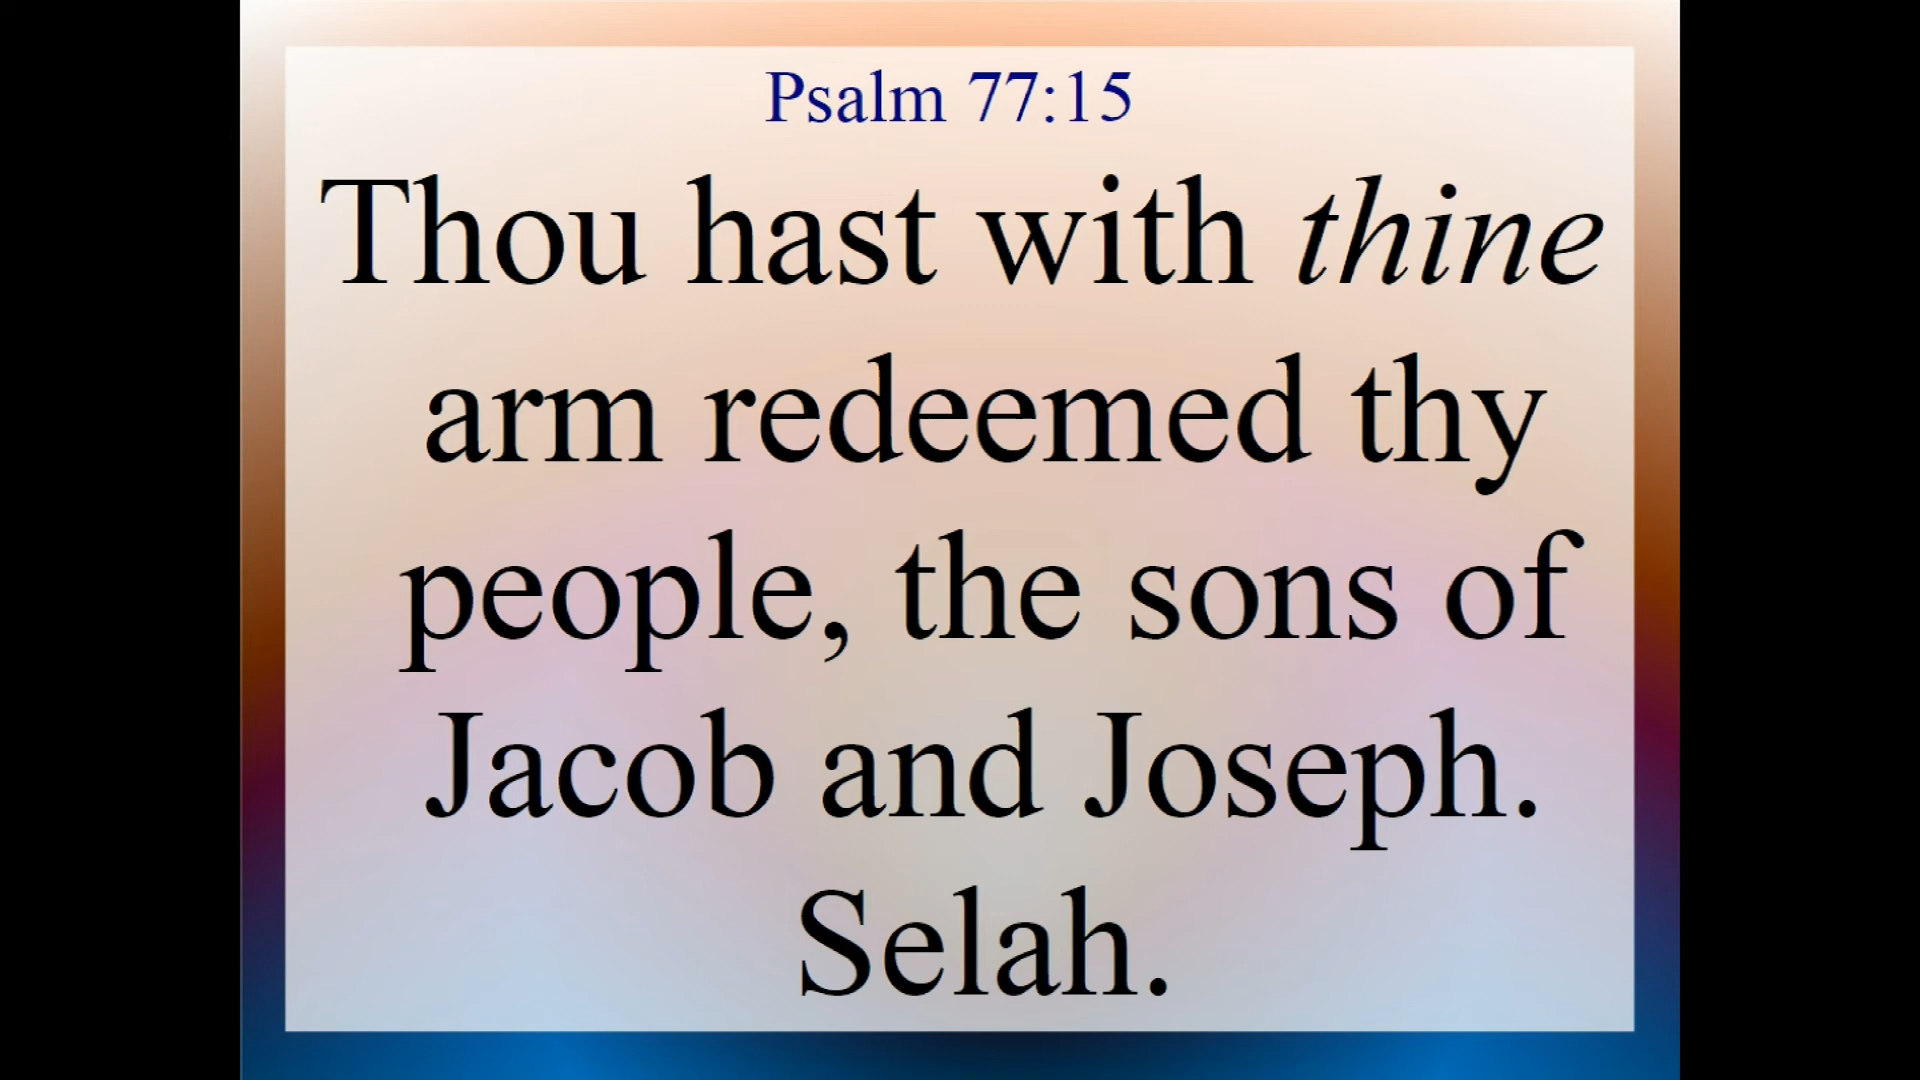 Psalm 77:15
Thou hast with thine
arm redeemed thy
people, the sons of
Jacob and Joseph.
Selah.